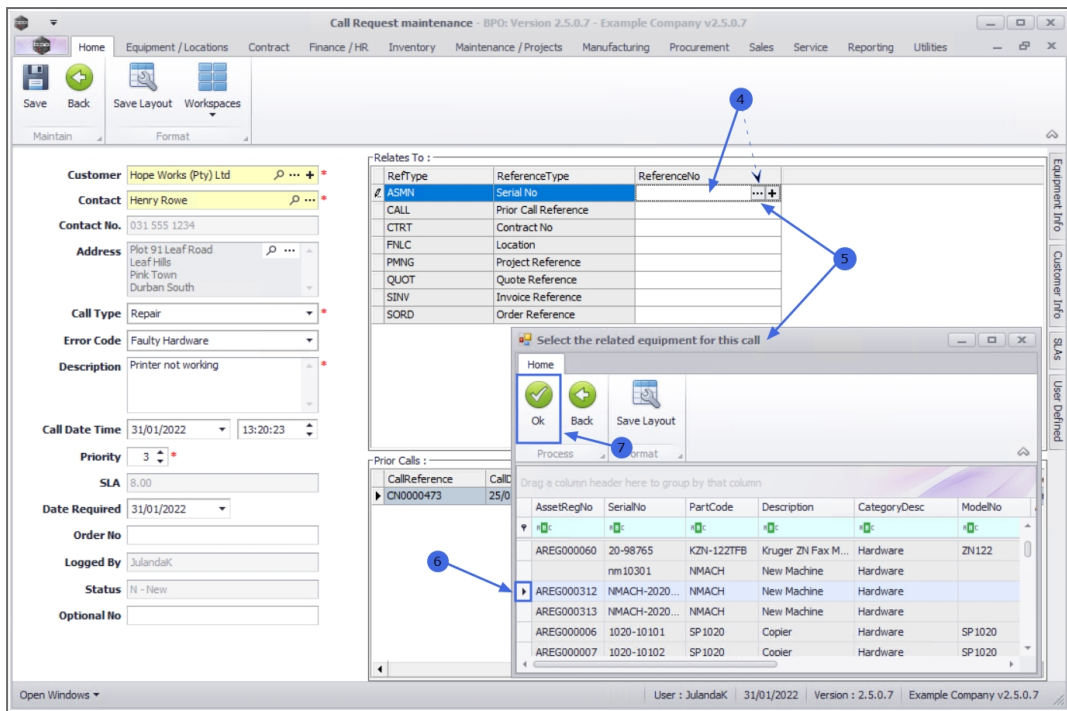 Call Request maintenance - BPO: Version 2.5.0.7 - Example Company v2.5.0.7
Home Equipment / Locations Contract Finance / HR Inventory Maintenance / Projects Manufacturing Procurement Sales Service Reporting Utilities
Save Back Save Layout Workspaces
Maintain Format
4
Customer Hope Works (Pty) Ltd *
Contact Henry Rowe *
Contact No. 031 555 1234
Address Plot 91 Leaf Road
Leaf Hills
Pink Town
Durban South
Call Type Repair *
Error Code Faulty Hardware
Description Printer not working *
Call Date Time 31/01/2022 13:20:23
Priority 3 *
SLA 8.00
Date Required 31/01/2022
Order No
Logged By JulandaK
Status N - New
Optional No
Relates To :
RefType ReferenceType ReferenceNo
ASMN Serial No
CALL Prior Call Reference
CTRT Contract No
FNLC Location
PMNG Project Reference
QUOT Quote Reference
SINV Invoice Reference
SORD Order Reference
5
Equipment Info
Customer Info
SLAs
User Defined
Prior Calls :
CallReference
CN0000473 25/0
Select the related equipment for this call
Home
Ok Back Save Layout
7
Process Format
Drag a column header here to group by that column
AssetRegNo SerialNo PartCode Description CategoryDesc ModelNo
AREG000060 20-98765 KZN-122TFB Kruger ZN Fax M... Hardware ZN122
nm10301 NMACH New Machine Hardware
6
AREG000312 NMACH-2020... NMACH New Machine Hardware
AREG000313 NMACH-2020... NMACH New Machine Hardware
AREG000006 1020-10101 SP1020 Copier Hardware SP1020
AREG000007 1020-10102 SP1020 Copier Hardware SP1020
Open Windows User : JulandaK 31/01/2022 Version : 2.5.0.7 Example Company v2.5.0.7